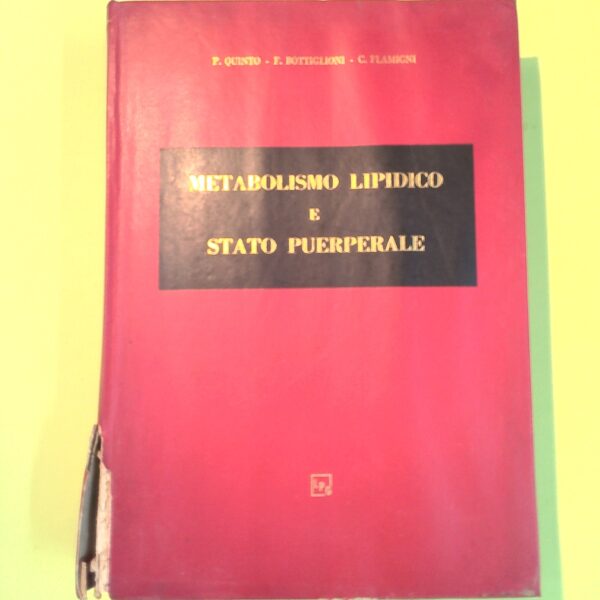 P. QUINTO - F. BOTTIGLIONI - C. FLAMIGNI
METABOLISMO LIPIDICO
E
STATO PUERPERALE